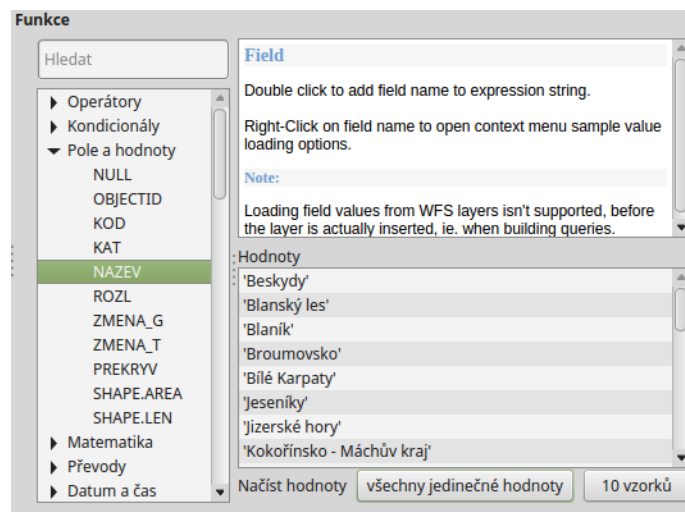 Funkce
Hledat
Operátory
Kondicionály
Pole a hodnoty
NULL
OBJECTID
KOD
KAT
NAZEV
ROZL
ZMENA_G
ZMENA_T
PREKRYV
SHAPE.AREA
SHAPE.LEN
Matematika
Převody
Datum a čas
Field
Double click to add field name to expression string.
Right-Click on field name to open context menu sample value
loading options.
Note:
Loading field values from WFS layers isn't supported, before
the layer is actually inserted, ie. when building queries.
Hodnoty
'Beskydy'
'Blanský les'
'Blaník'
'Broumovsko'
'Bílé Karpaty'
'Jeseníky'
'Jizerské hory'
'Kokořínsko - Máchův kraj'
Načíst hodnoty všechny jedinečné hodnoty 10 vzorků